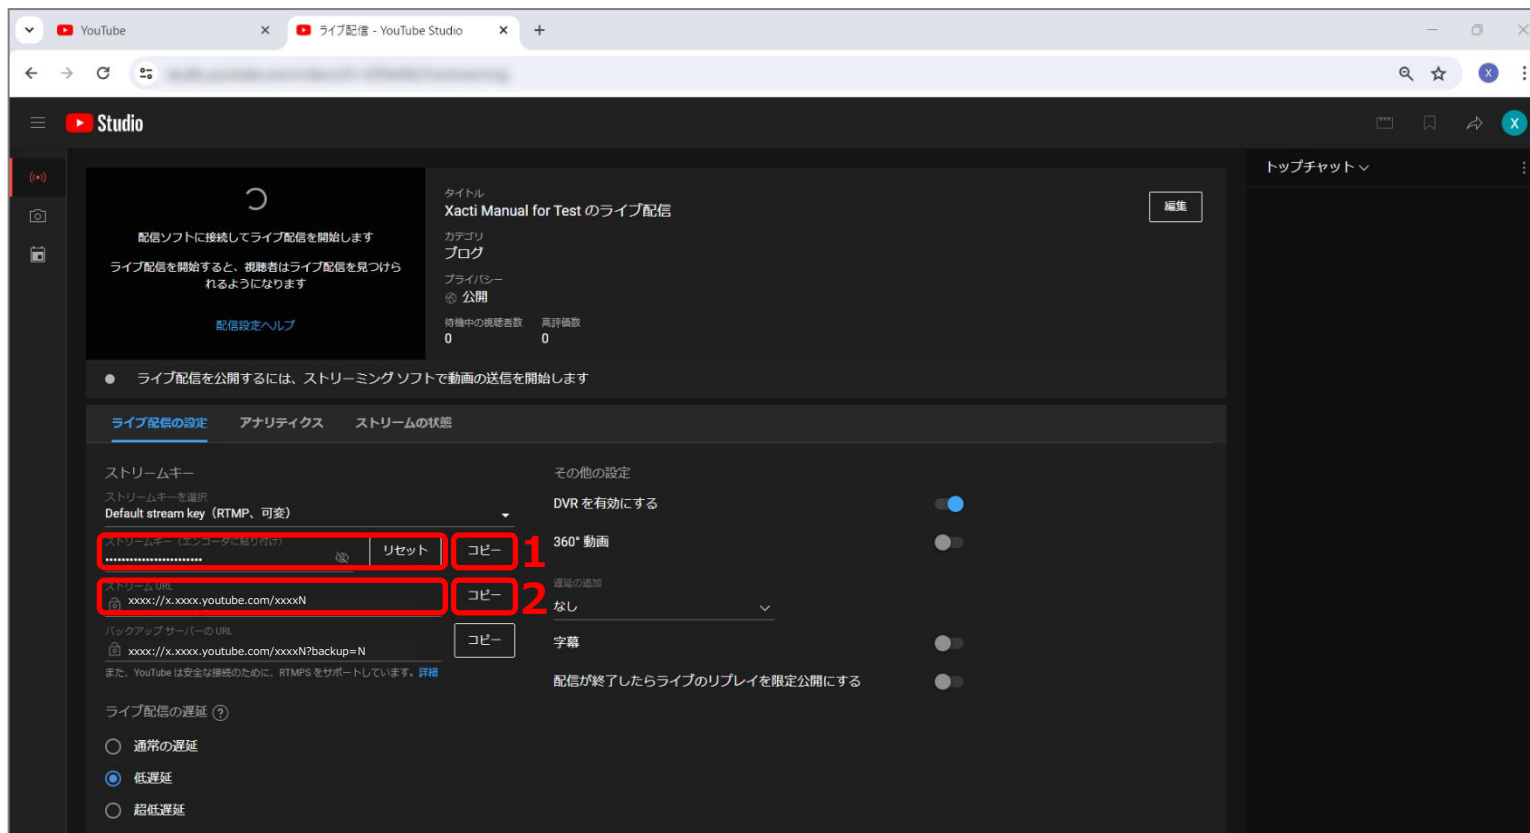 YouTube
ライブ配信 - YouTube Studio
X
Studio
X
トップチャット
配信ソフトに接続してライブ配信を開始します
ライブ配信を開始すると、視聴者はライブ配信を見つけら
れるようになります
配信設定ヘルプ
タイトル
Xacti Manual for Test のライブ配信
編集
カテゴリ
ブログ
プライバシー
公開
待機中の視聴者数 高評価数
0 0
ライブ配信を公開するには、ストリーミング ソフトで動画の送信を開始します
ライブ配信の設定 アナリティクス ストリームの状態
ストリームキー
ストリームキーを選択
Default stream key（RTMP、可変）
ストリームキー（エンコーダに貼り付け）
リセット コピー 1
ストリーム URL
xxxx://x.xxxx.youtube.com/xxxxN
コピー 2
バックアップ サーバーの URL
xxxx://x.xxxx.youtube.com/xxxxN?backup=N
コピー
また、YouTube は安全な接続のために、RTMPS をサポートしています。詳細
ライブ配信の遅延 ?
通常の遅延
低遅延
超低遅延
その他の設定
DVR を有効にする
360° 動画
遅延の追加
なし
字幕
配信が終了したらライブのリプレイを限定公開にする